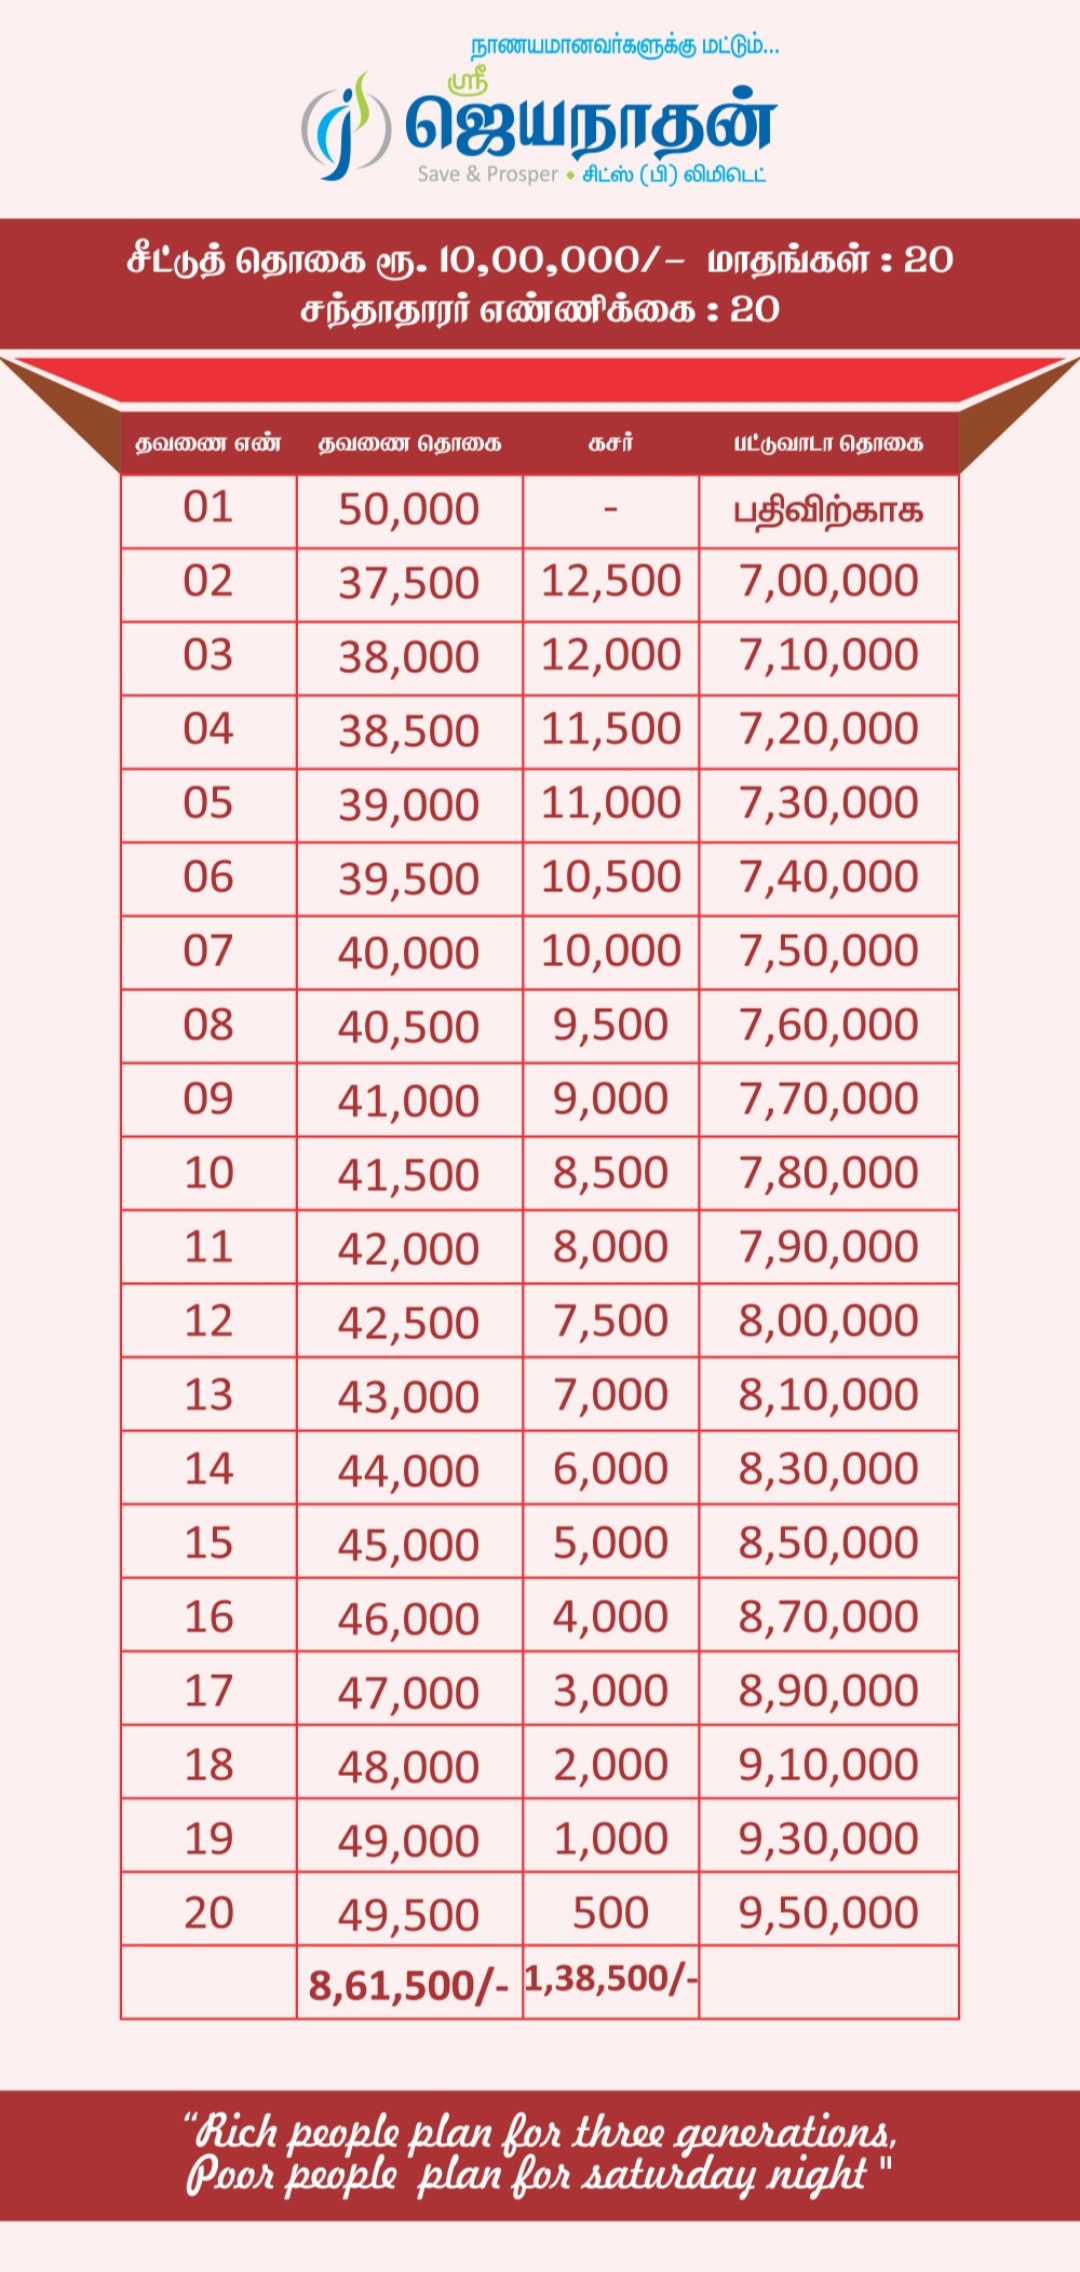 நாணயமானவர்களுக்கு மட்டும்...
ஸ்ரீ
ஜெயநாதன்
Save & Prosper • சிட்ஸ் (பி) லிமிடெட்
சீட்டுத் தொகை ரூ. 10,00,000/- மாதங்கள் : 20
சந்தாதாரர் எண்ணிக்கை : 20
தவணை எண் தவணை தொகை கசர் பட்டுவாடா தொகை
01 50,000 - பதிவிற்காக
02 37,500 12,500 7,00,000
03 38,000 12,000 7,10,000
04 38,500 11,500 7,20,000
05 39,000 11,000 7,30,000
06 39,500 10,500 7,40,000
07 40,000 10,000 7,50,000
08 40,500 9,500 7,60,000
09 41,000 9,000 7,70,000
10 41,500 8,500 7,80,000
11 42,000 8,000 7,90,000
12 42,500 7,500 8,00,000
13 43,000 7,000 8,10,000
14 44,000 6,000 8,30,000
15 45,000 5,000 8,50,000
16 46,000 4,000 8,70,000
17 47,000 3,000 8,90,000
18 48,000 2,000 9,10,000
19 49,000 1,000 9,30,000
20 49,500 500 9,50,000
8,61,500/- 1,38,500/-
“Rich people plan for three generations,
Poor people plan for saturday night "